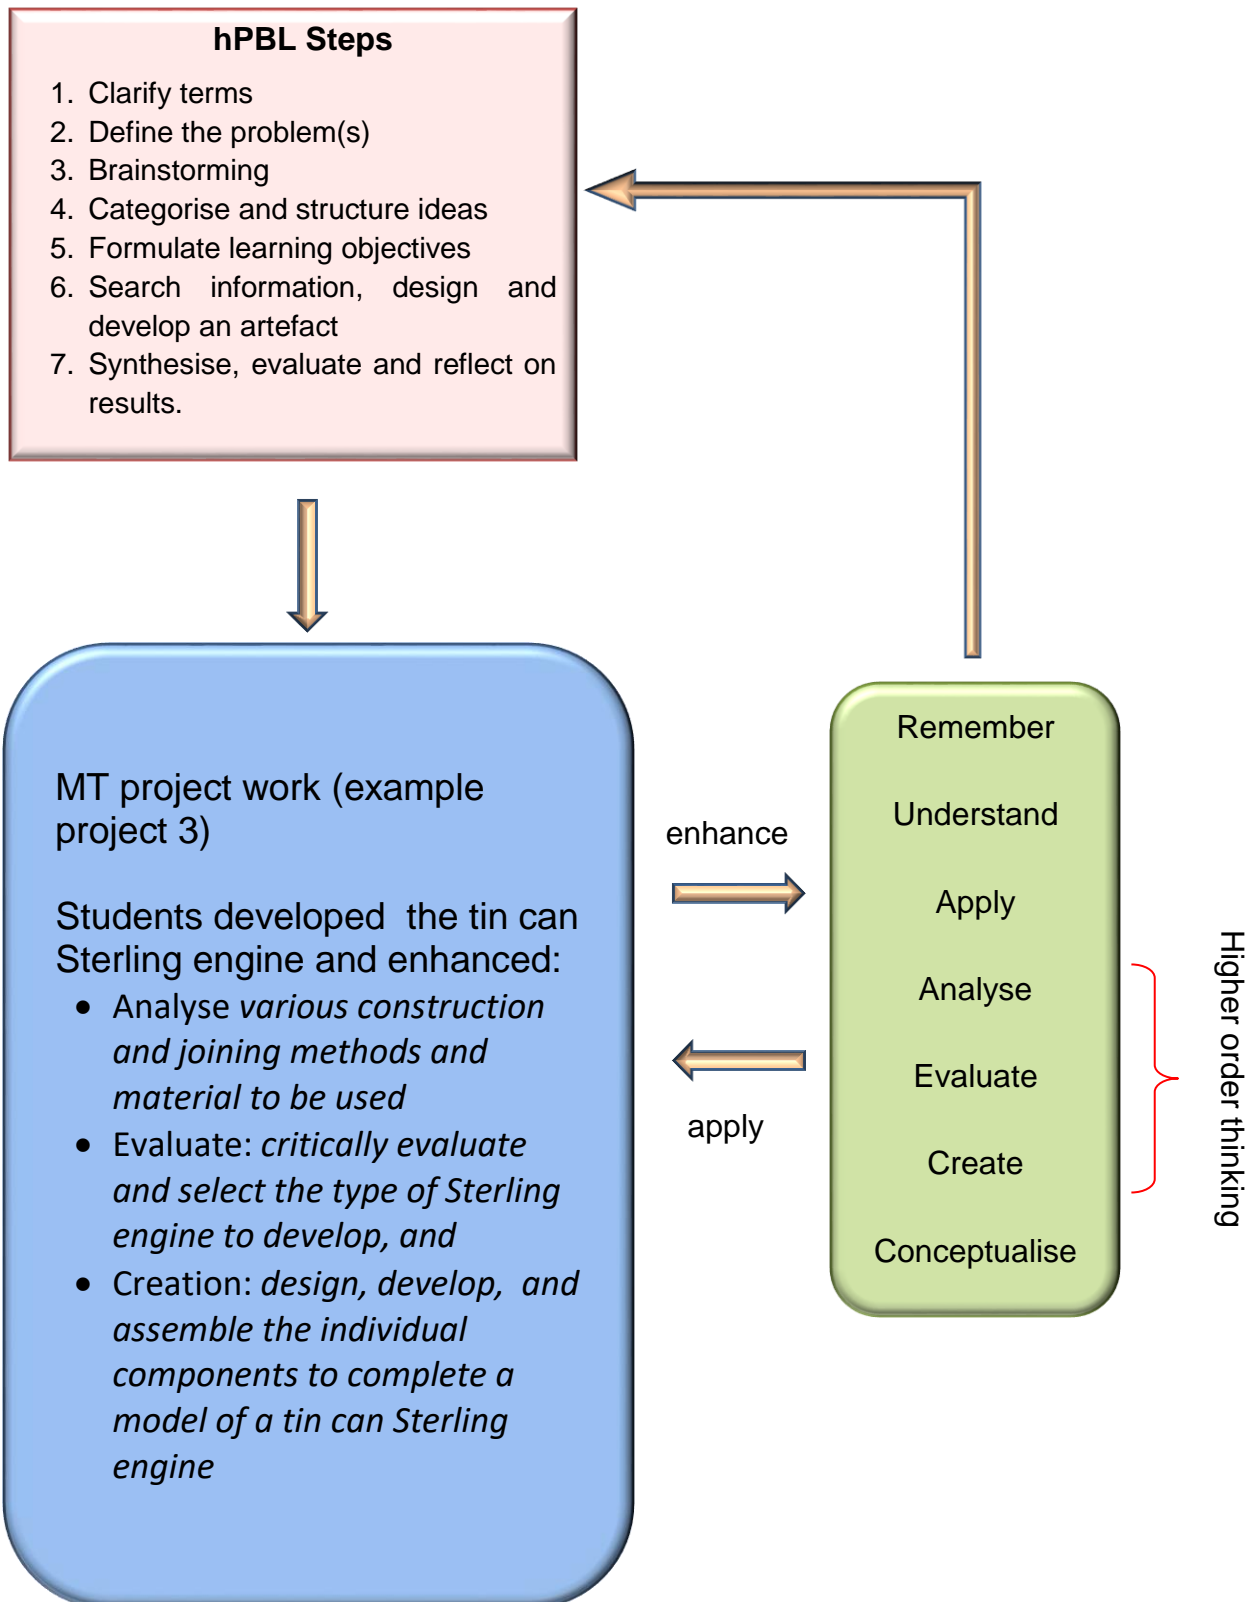 hPBL Steps
1. Clarify terms
2. Define the problem(s)
3. Brainstorming
4. Categorise and structure ideas
5. Formulate learning objectives
6. Search information, design and
develop an artefact
7. Synthesise, evaluate and reflect on
results.
MT project work (example
project 3)
Students developed the tin can
Sterling engine and enhanced:
• Analyse various construction
and joining methods and
material to be used
• Evaluate: critically evaluate
and select the type of Sterling
engine to develop, and
• Creation: design, develop, and
assemble the individual
components to complete a
model of a tin can Sterling
engine
enhance
apply
Remember
Understand
Apply
Analyse
Evaluate
Create
Conceptualise
Higher order thinking